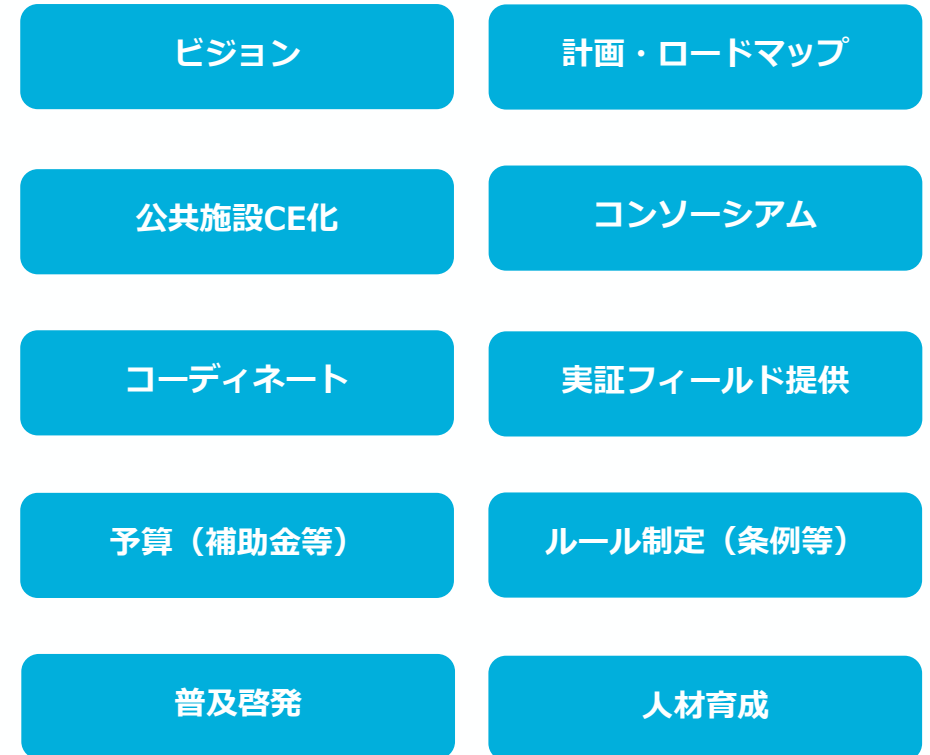 ビジョン
計画・ロードマップ
公共施設CE化
コンソーシアム
コーディネート
実証フィールド提供
予算（補助金等）
ルール制定（条例等）
普及啓発
人材育成